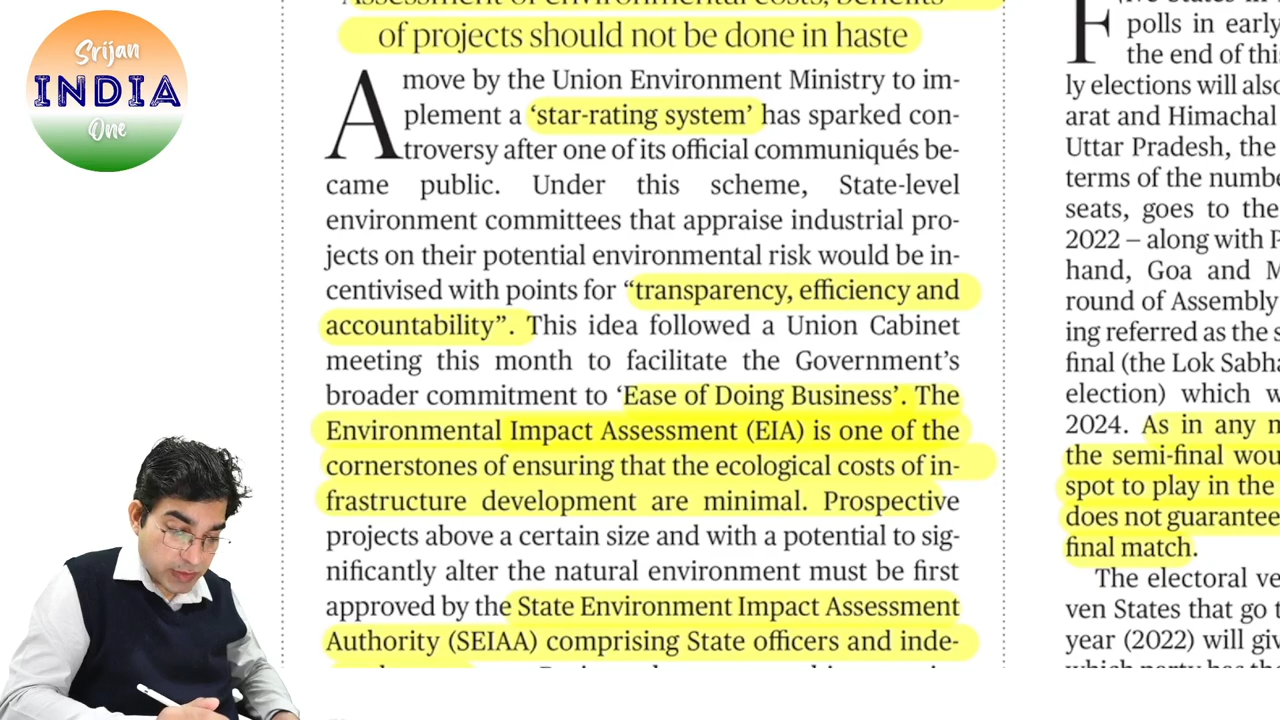 Srijan
INDIA
One
Assessment of environmental costs, benefits
of projects should not be done in haste
A move by the Union Environment Ministry to im-
plement a ‘star-rating system’ has sparked con-
troversy after one of its official communiqués be-
came public. Under this scheme, State-level
environment committees that appraise industrial pro-
jects on their potential environmental risk would be in-
centivised with points for “transparency, efficiency and
accountability”. This idea followed a Union Cabinet
meeting this month to facilitate the Government’s
broader commitment to ‘Ease of Doing Business’. The
Environmental Impact Assessment (EIA) is one of the
cornerstones of ensuring that the ecological costs of in-
frastructure development are minimal. Prospective
projects above a certain size and with a potential to sig-
nificantly alter the natural environment must be first
approved by the State Environment Impact Assessment
Authority (SEIAA) comprising State officers and inde-
F
polls in early
the end of this
ly elections will also
arat and Himachal
Uttar Pradesh, the
terms of the numbe
seats, goes to the
2022 – along with P
hand, Goa and M
round of Assembly
ing referred as the s
final (the Lok Sabha
election) which w
2024. As in any m
the semi-final wou
spot to play in the
does not guarantee
final match.
The electoral ve
ven States that go t
year (2022) will giv